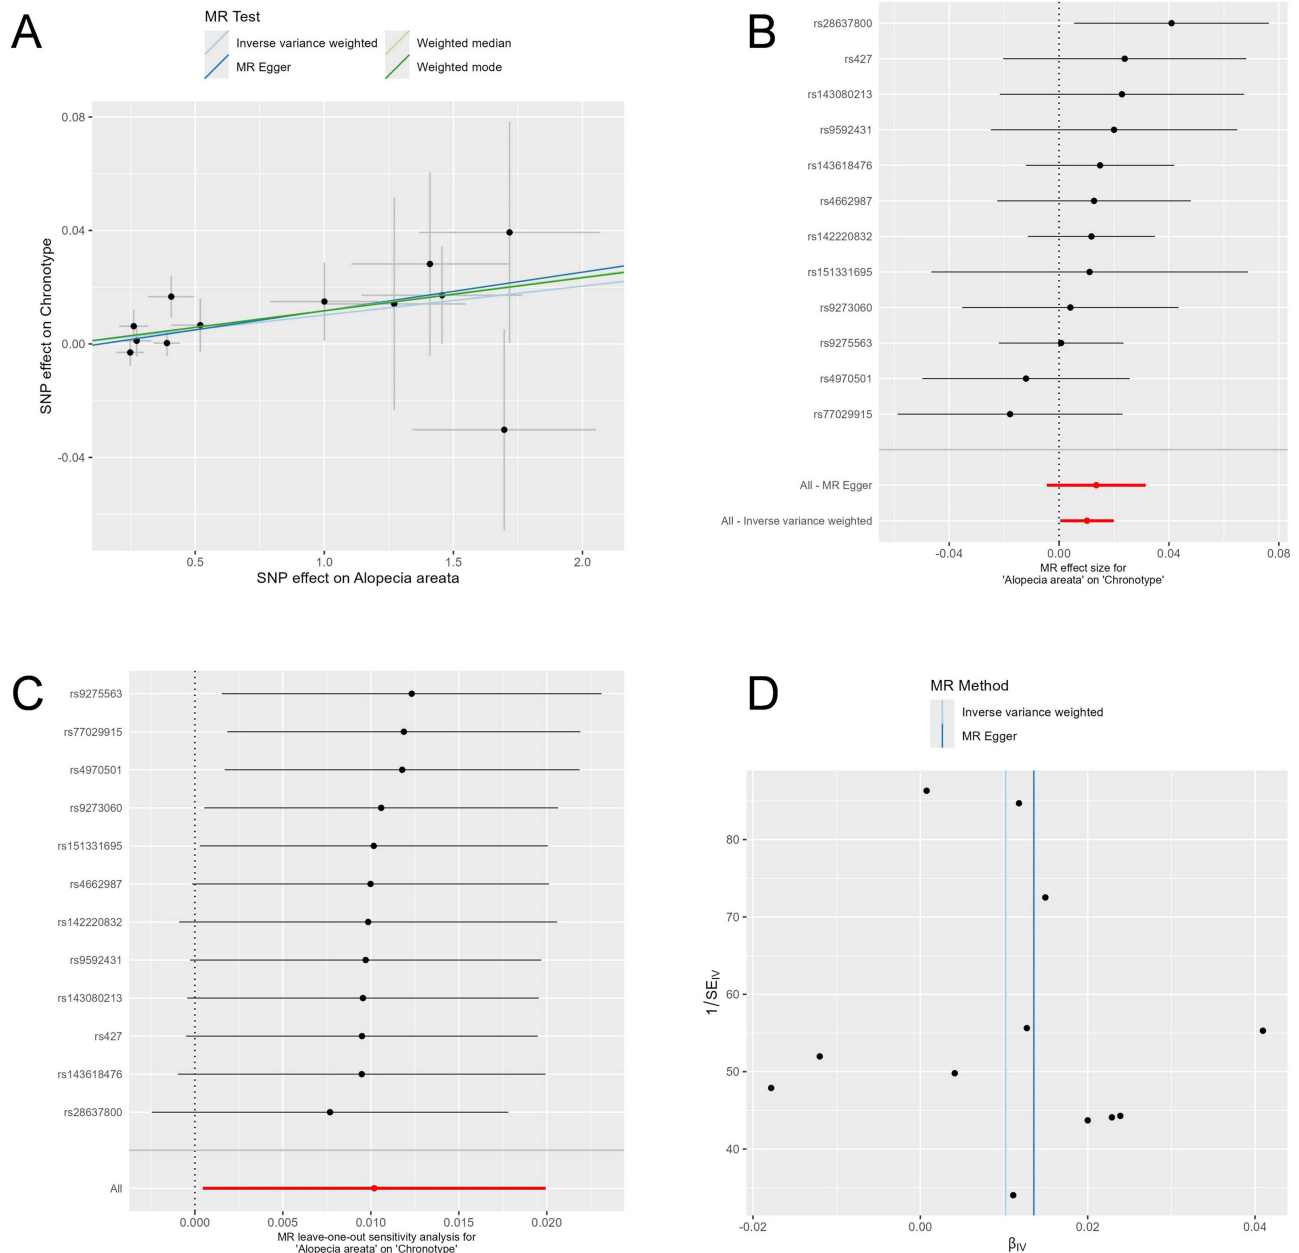 A
MR Test
Inverse variance weighted
Weighted median
MR Egger
Weighted mode
0.08
0.04
0.00
-0.04
SNP effect on Chronotype
0.5
1.0
1.5
2.0
SNP effect on Alopecia areata
B
rs28637800
rs427
rs143080213
rs9592431
rs143618476
rs4662987
rs142220832
rs151331695
rs9273060
rs9275563
rs4970501
rs77029915
All - MR Egger
All - Inverse variance weighted
-0.04
0.00
0.04
0.08
MR effect size for
'Alopecia areata' on 'Chronotype'
C
rs9275563
rs77029915
rs4970501
rs9273060
rs151331695
rs4662987
rs142220832
rs9592431
rs143080213
rs427
rs143618476
rs28637800
All
0.000
0.005
0.010
0.015
0.020
MR leave-one-out sensitivity analysis for
'Alopecia areata' on 'Chronotype'
D
MR Method
Inverse variance weighted
MR Egger
80
70
60
50
40
1/SE_IV
-0.02
0.00
0.02
0.04
β_IV